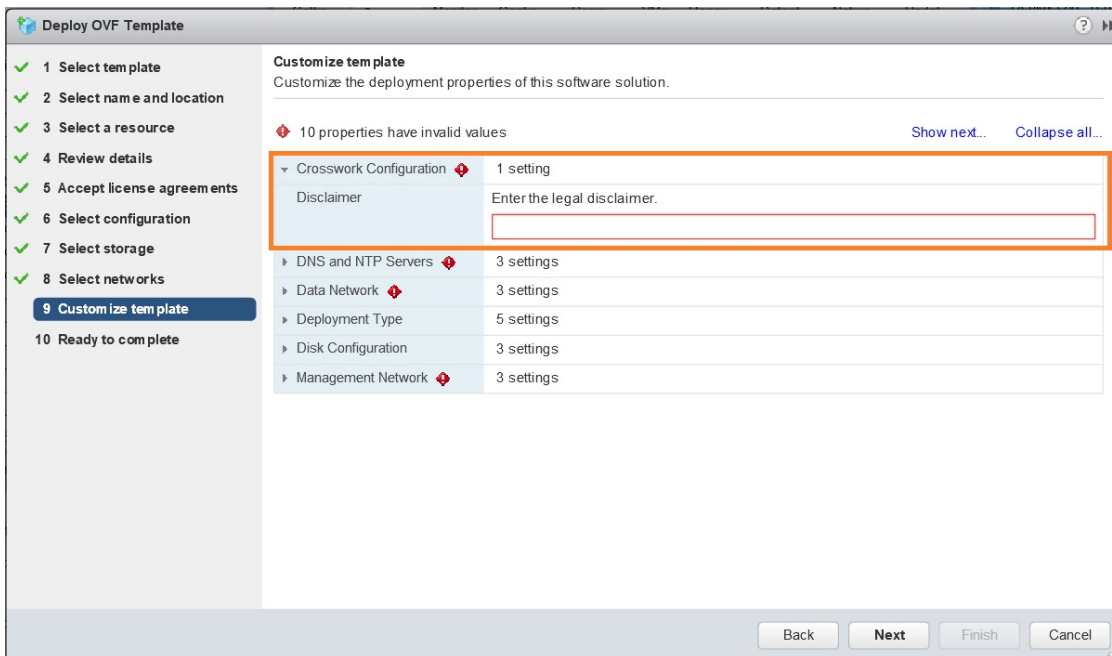 Deploy OVF Template
1 Select template
2 Select name and location
3 Select a resource
4 Review details
5 Accept license agreements
6 Select configuration
7 Select storage
8 Select networks
9 Customize template
10 Ready to complete
Customize template
Customize the deployment properties of this software solution.
10 properties have invalid values Show next... Collapse all...
Crosswork Configuration 1 setting
Disclaimer Enter the legal disclaimer.
DNS and NTP Servers 3 settings
Data Network 3 settings
Deployment Type 5 settings
Disk Configuration 3 settings
Management Network 3 settings
Back Next Finish Cancel